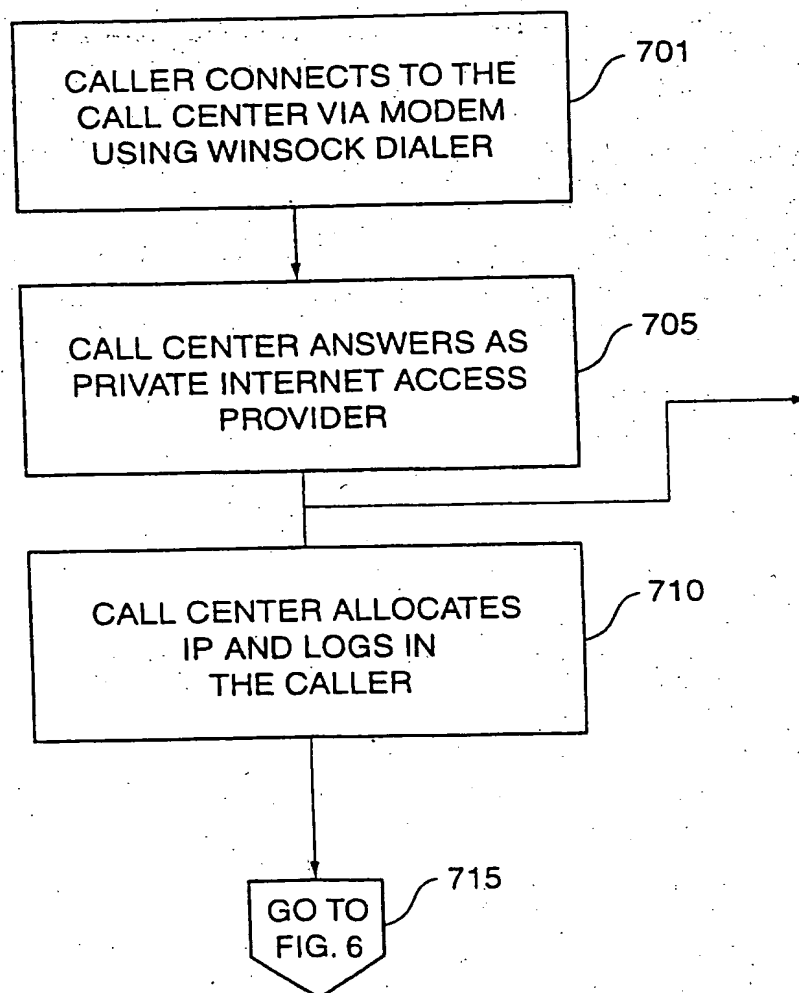 CALLER CONNECTS TO THE
CALL CENTER VIA MODEM
USING WINSOCK DIALER
701
CALL CENTER ANSWERS AS
PRIVATE INTERNET ACCESS
PROVIDER
705
CALL CENTER ALLOCATES
IP AND LOGS IN
THE CALLER
710
GO TO
FIG. 6
715